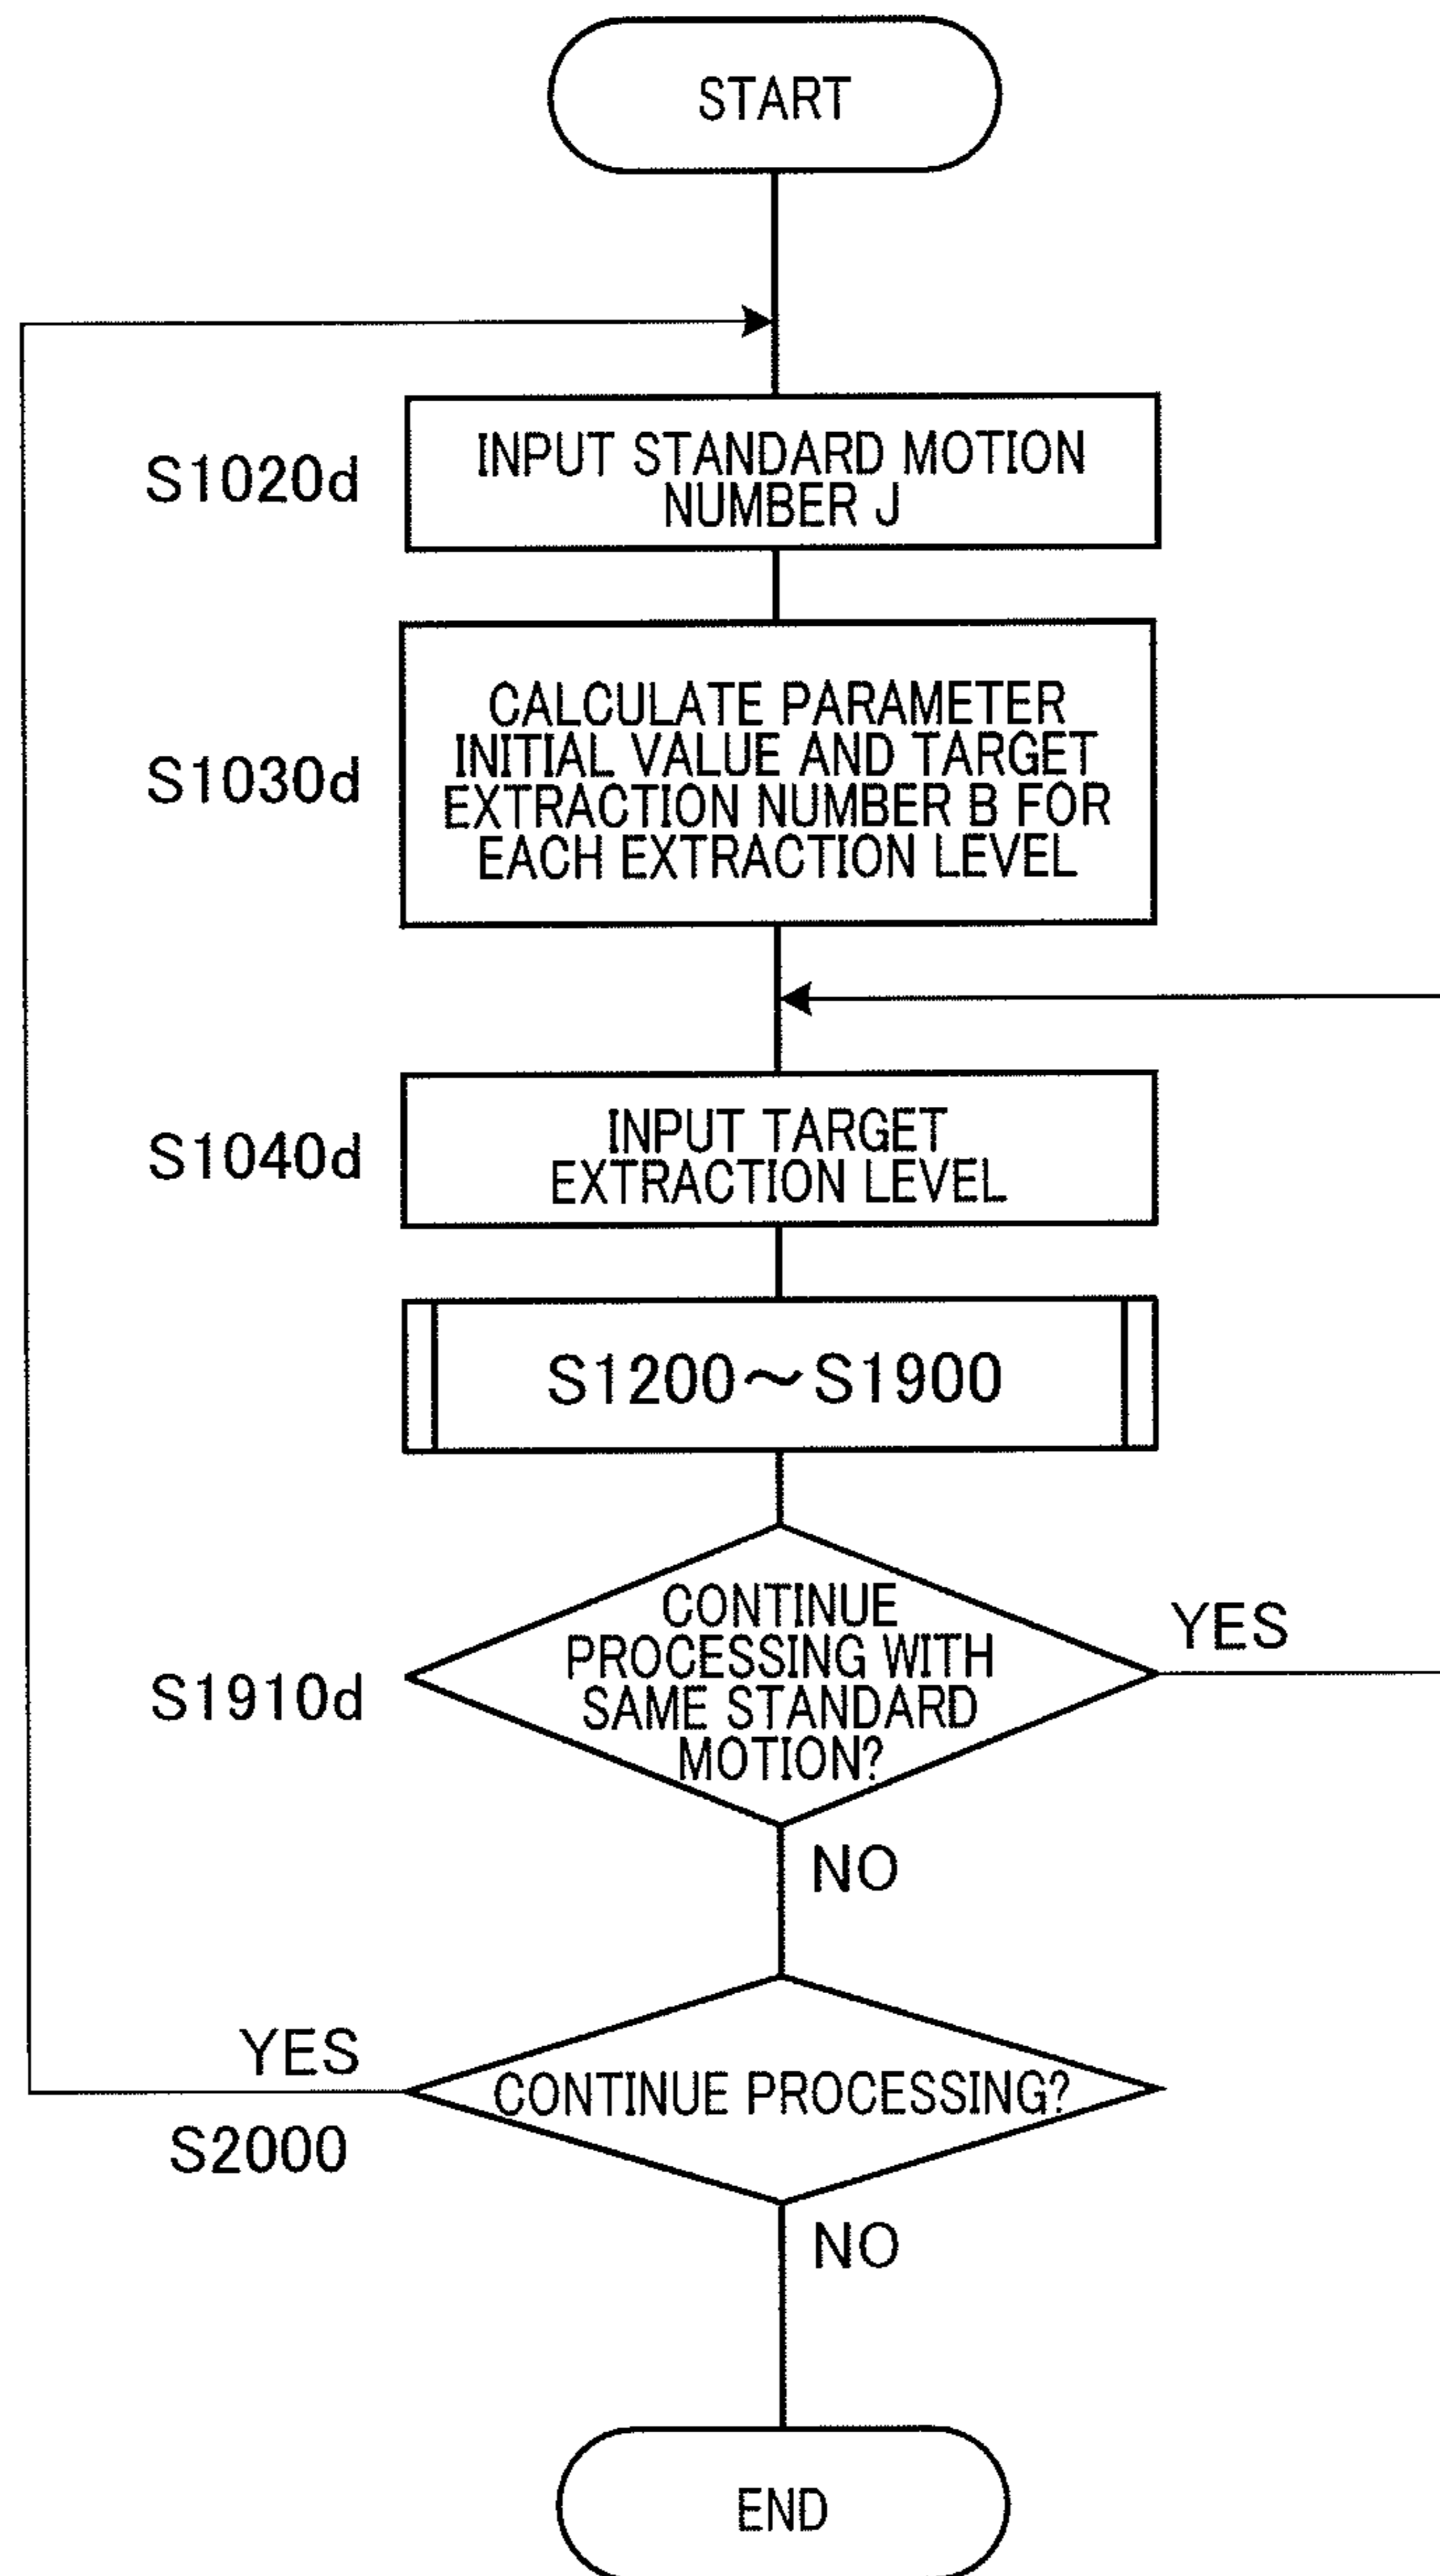 START
S1020d
INPUT STANDARD MOTION
NUMBER J
S1030d
CALCULATE PARAMETER
INITIAL VALUE AND TARGET
EXTRACTION NUMBER B FOR
EACH EXTRACTION LEVEL
S1040d
INPUT TARGET
EXTRACTION LEVEL
S1200～S1900
S1910d
CONTINUE
PROCESSING WITH
SAME STANDARD
MOTION?
YES
NO
YES
S2000
CONTINUE PROCESSING?
NO
END